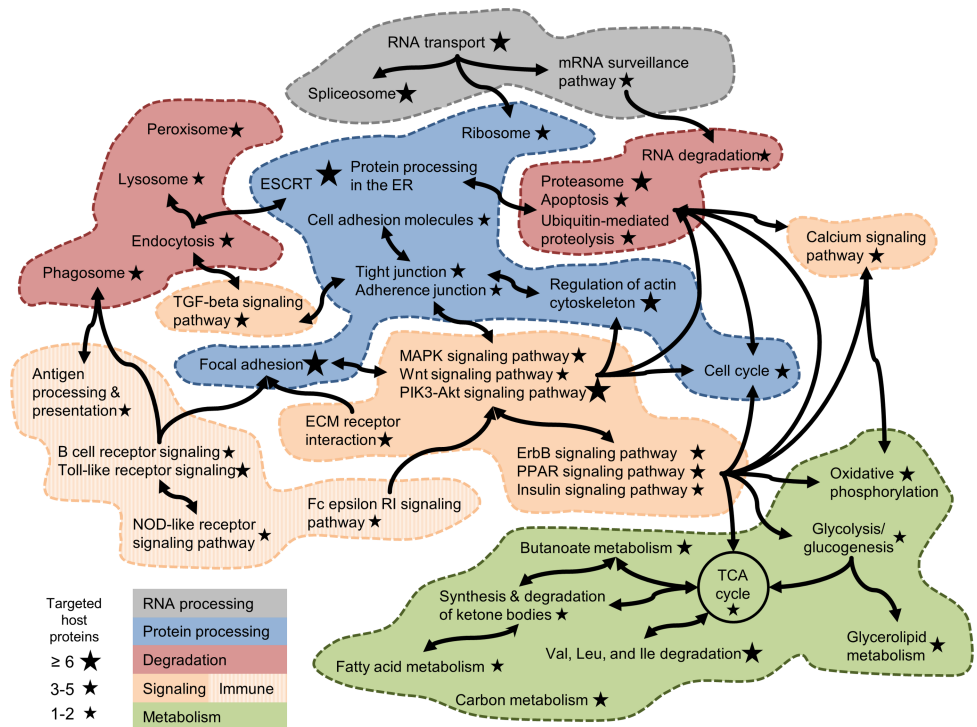 RNA transport
mRNA surveillance
pathway
Spliceosome
Peroxisome
Ribosome
RNA degradation
Lysosome
ESCRT
Protein processing
in the ER
Proteasome
Apoptosis
Ubiquitin-mediated
proteolysis
Cell adhesion molecules
Endocytosis
Calcium signaling
pathway
Phagosome
Tight junction
Adherence junction
Regulation of actin
cytoskeleton
TGF-beta signaling
pathway
Focal adhesion
MAPK signaling pathway
Wnt signaling pathway
PIK3-Akt signaling pathway
Cell cycle
Antigen
processing &
presentation
ECM receptor
interaction
B cell receptor signaling
Toll-like receptor signaling
ErbB signaling pathway
PPAR signaling pathway
Insulin signaling pathway
Oxidative
phosphorylation
Fc epsilon RI signaling
pathway
NOD-like receptor
signaling pathway
Glycolysis/
glucogenesis
Butanoate metabolism
TCA
cycle
Synthesis & degradation
of ketone bodies
Glycerolipid
metabolism
Val, Leu, and Ile degradation
Fatty acid metabolism
Carbon metabolism
Targeted
host
proteins
≥ 6
3-5
1-2
RNA processing
Protein processing
Degradation
Signaling
Immune
Metabolism